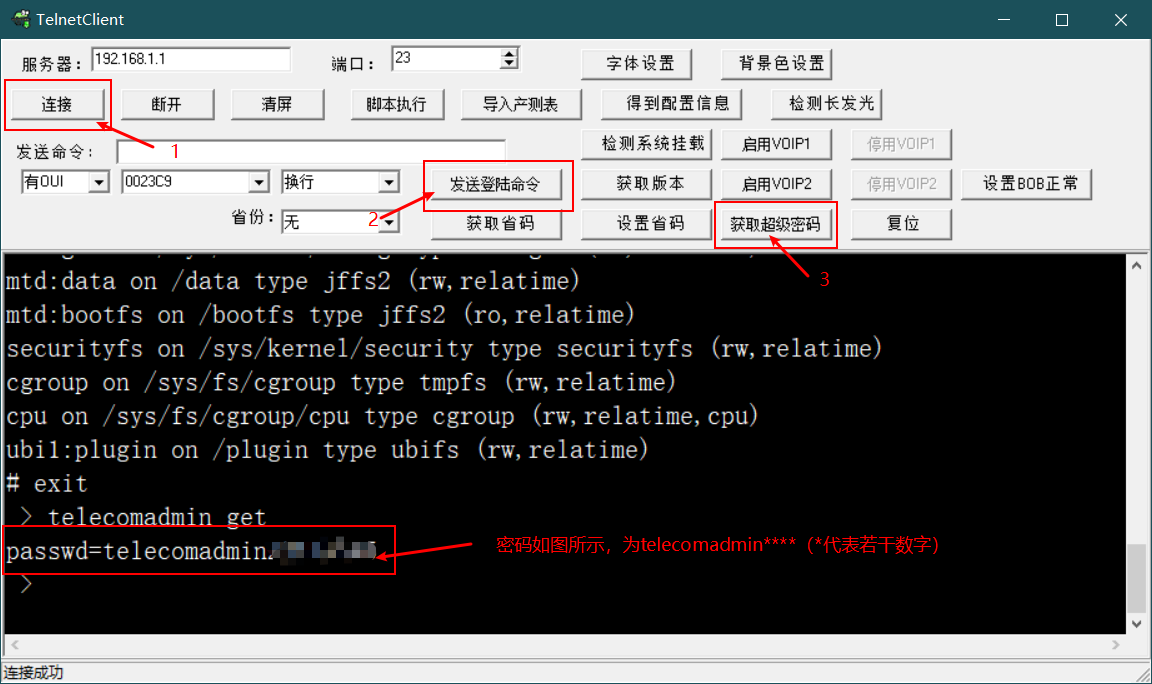 TelnetClient
服务器： 192.168.1.1 端口： 23 字体设置 背景色设置
连接 断开 清屏 脚本执行 导入产测表 得到配置信息 检测长发光
发送命令： 1 检测系统挂载 启用VOIP1 停用VOIP1
有OUI 0023C9 换行 发送登陆命令 获取版本 启用VOIP2 停用VOIP2 设置BOB正常
省份： 无 2 获取省码 设置省码 获取超级密码 复位
3
mtd:data on /data type jffs2 (rw,relatime)
mtd:bootfs on /bootfs type jffs2 (ro,relatime)
securityfs on /sys/kernel/security type securityfs (rw,relatime)
cgroup on /sys/fs/cgroup type tmpfs (rw,relatime)
cpu on /sys/fs/cgroup/cpu type cgroup (rw,relatime,cpu)
ubi1:plugin on /plugin type ubifs (rw,relatime)
# exit
> telecomadmin get
passwd=telecomadmin 密码如图所示，为telecomadmin****（*代表若干数字）
>
连接成功